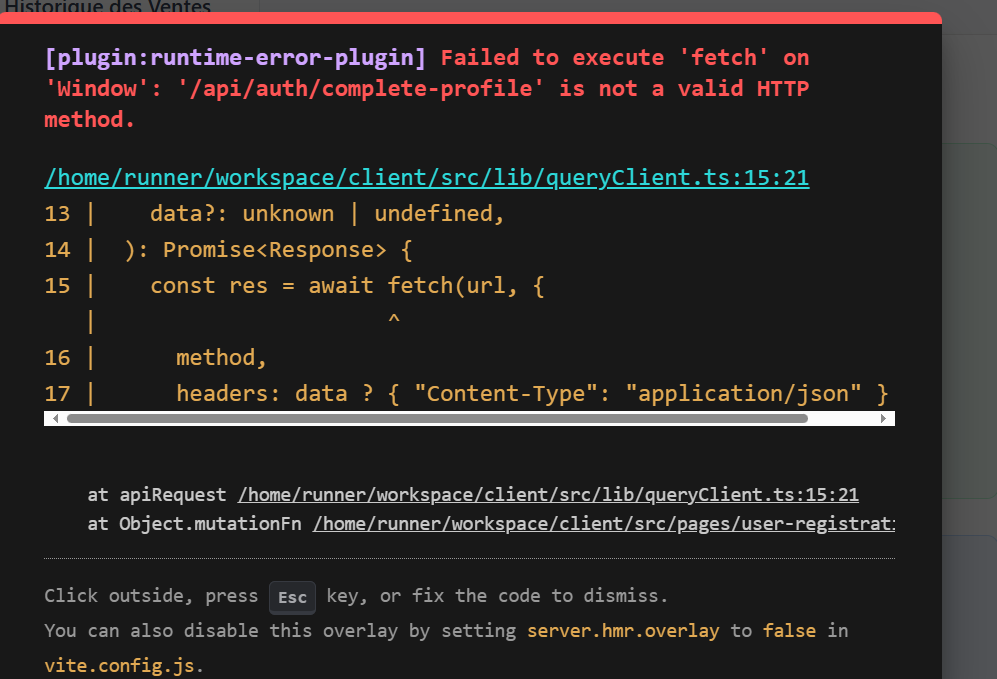 Historique des Ventes
[plugin:runtime-error-plugin] Failed to execute 'fetch' on
'Window': '/api/auth/complete-profile' is not a valid HTTP
method.
/home/runner/workspace/client/src/lib/queryClient.ts:15:21
13 |    data?: unknown | undefined,
14 |  ): Promise<Response> {
15 |    const res = await fetch(url, {
   |                      ^
16 |      method,
17 |      headers: data ? { "Content-Type": "application/json" }
at apiRequest /home/runner/workspace/client/src/lib/queryClient.ts:15:21
at Object.mutationFn /home/runner/workspace/client/src/pages/user-registrat
Click outside, press Esc key, or fix the code to dismiss.
You can also disable this overlay by setting server.hmr.overlay to false in
vite.config.js.